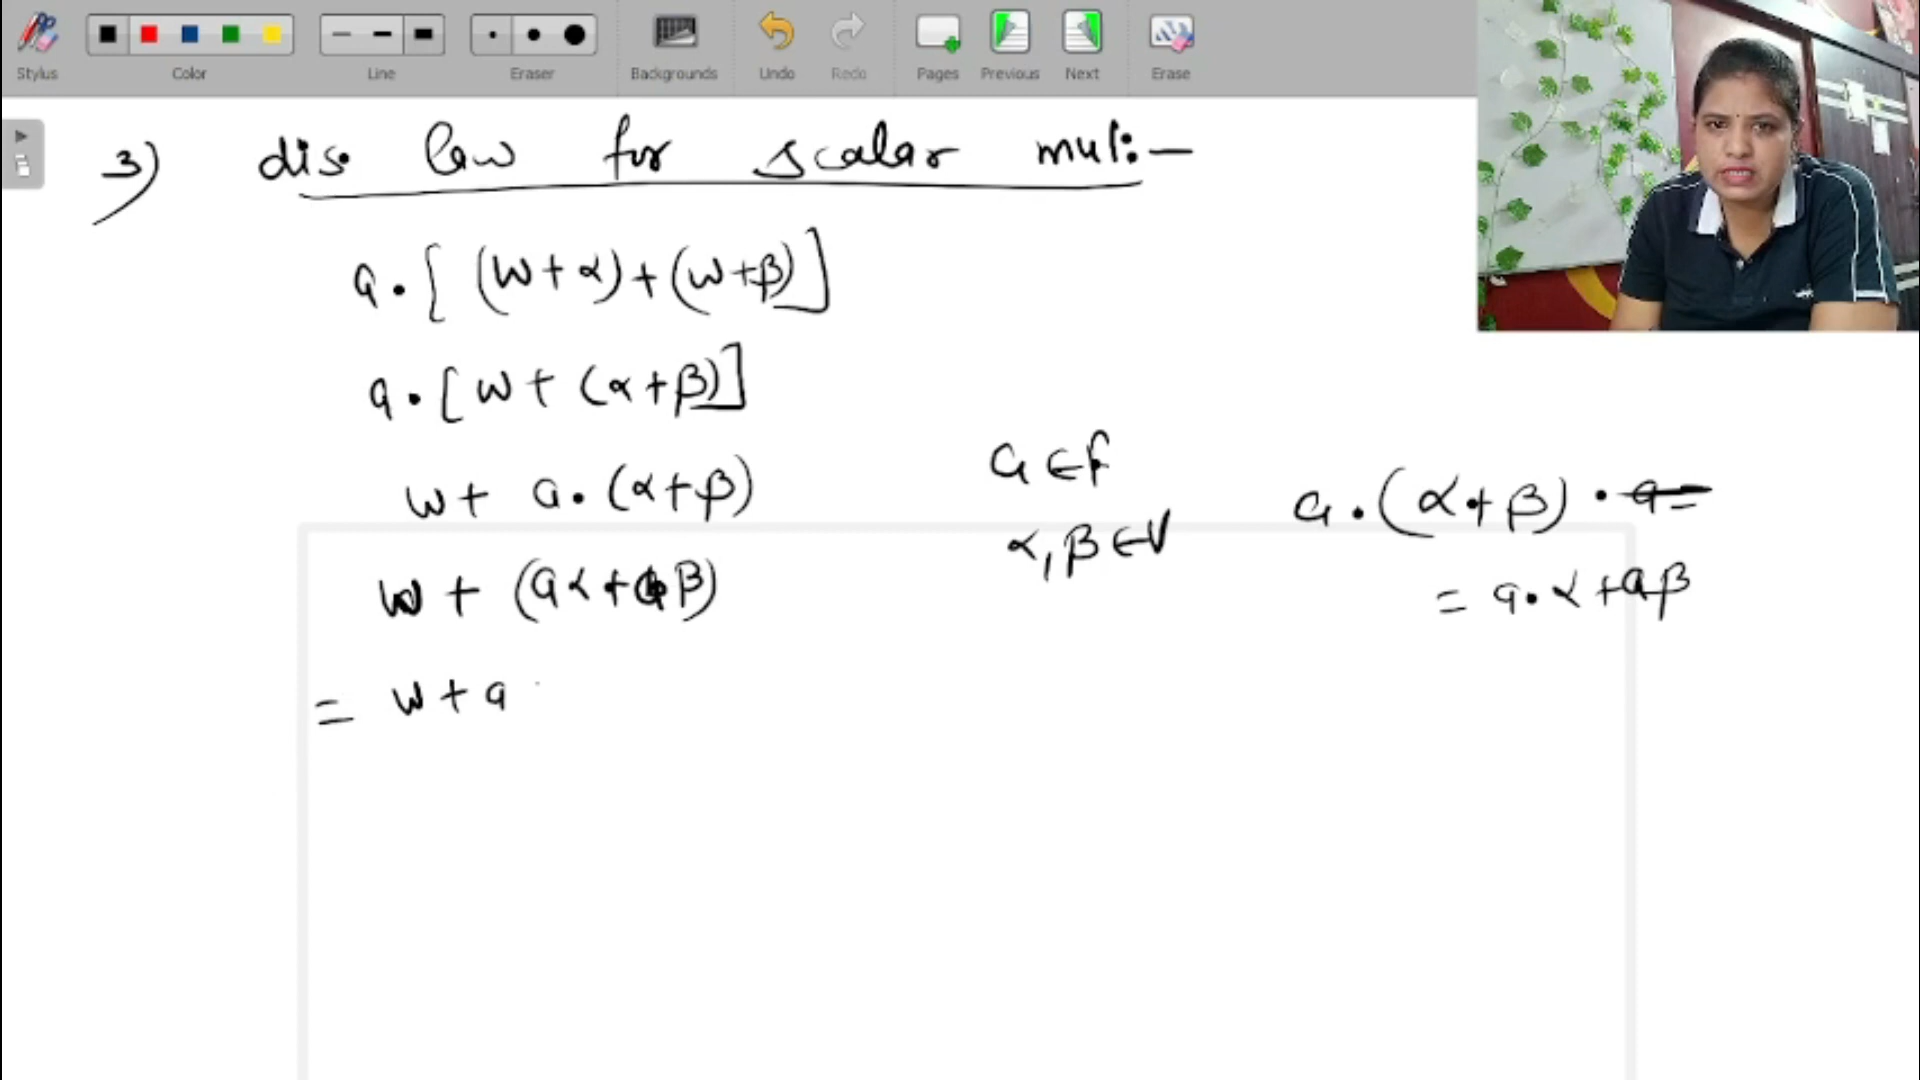 Stylus
Color
Line
Eraser
Backgrounds
Undo
Redo
Pages
Previous
Next
Erase
3) dis. law for scalar mul:-
a.[(w+α)+(w+β)]
a.[w+(α+β)]
w+ a.(α+β)
w + (aα+aβ)
= w+a
a∈f
α,β∈V
a.(α+β).a=
= a.α+aβ